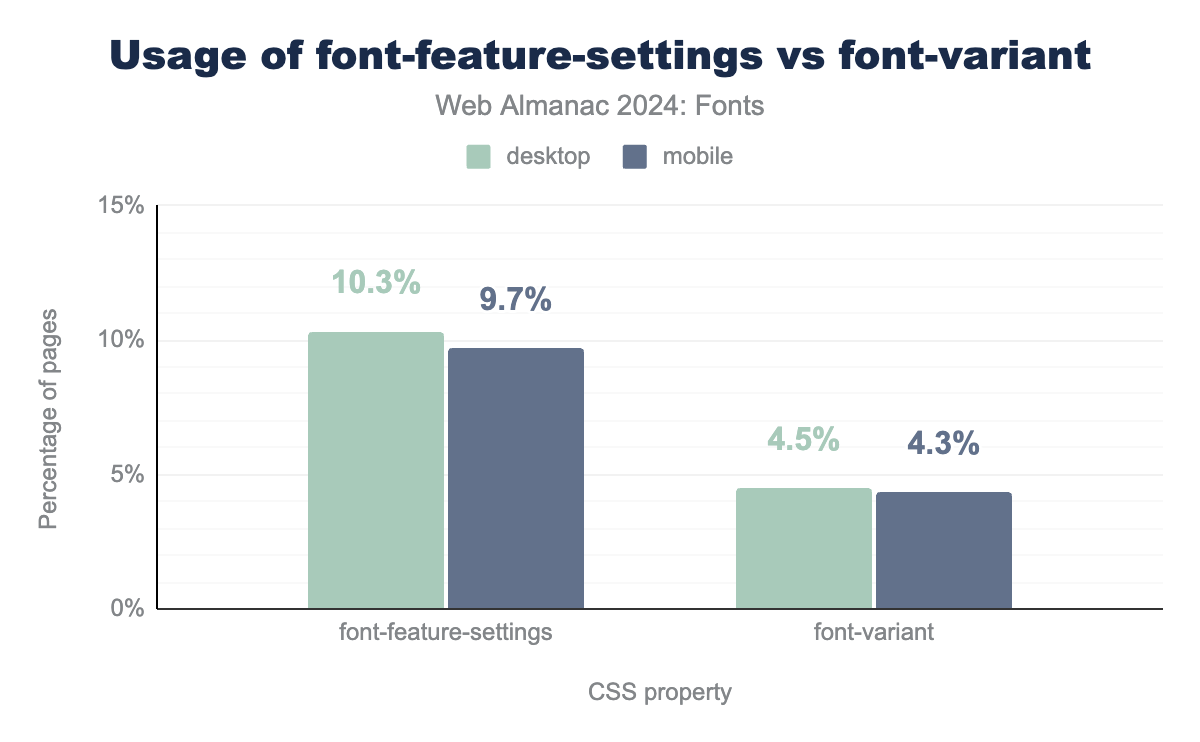 Usage of font-feature-settings vs font-variant
Web Almanac 2024: Fonts
desktop mobile
15%
10%
5%
0%
Percentage of pages
10.3%
9.7%
4.5%
4.3%
font-feature-settings
font-variant
CSS property